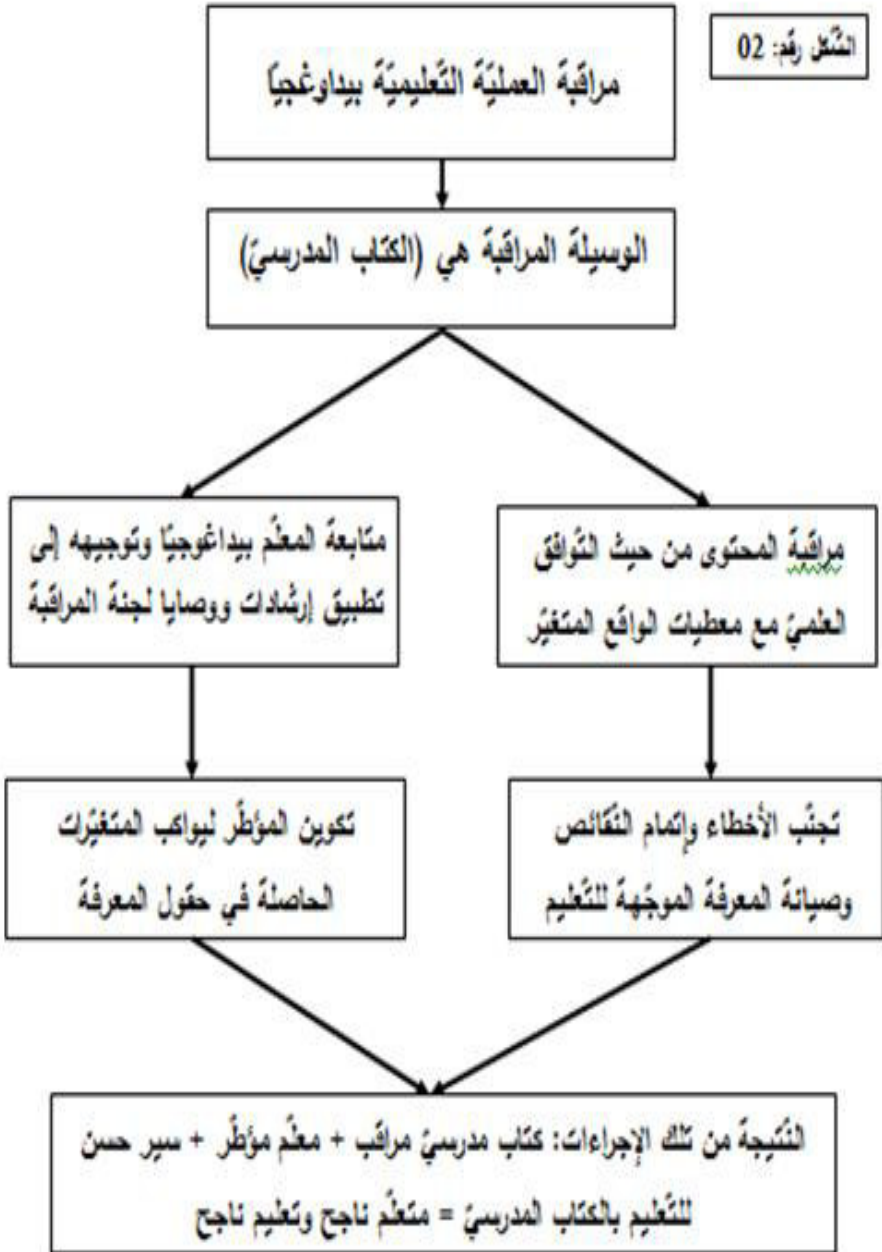 الشّكل رقم: 02
مراقبة العمليّة التّعليميّة بيداوغجيّا
الوسيلة المراقبة هي (الكتاب المدرسيّ)
مراقبة المحتوى من حيث التّوافق
العلميّ مع معطيات الواقع المتغيّر
متابعة المعلّم بيداغوجيّا وتوجيهه إلى
تطبيق إرشادات ووصايا لجنة المراقبة
تجنّب الأخطاء وإتمام النّقائص
وصيانة المعرفة الموجّهة للتّعليم
تكوين المؤطّر ليواكب المتغيّرات
الحاصلة في حقول المعرفة
النّتيجة من تلك الإجراءات: كتاب مدرسيّ مراقب + معلّم مؤطّر + سير حسن
للتّعليم بالكتاب المدرسيّ = متعلّم ناجح وتعليم ناجح